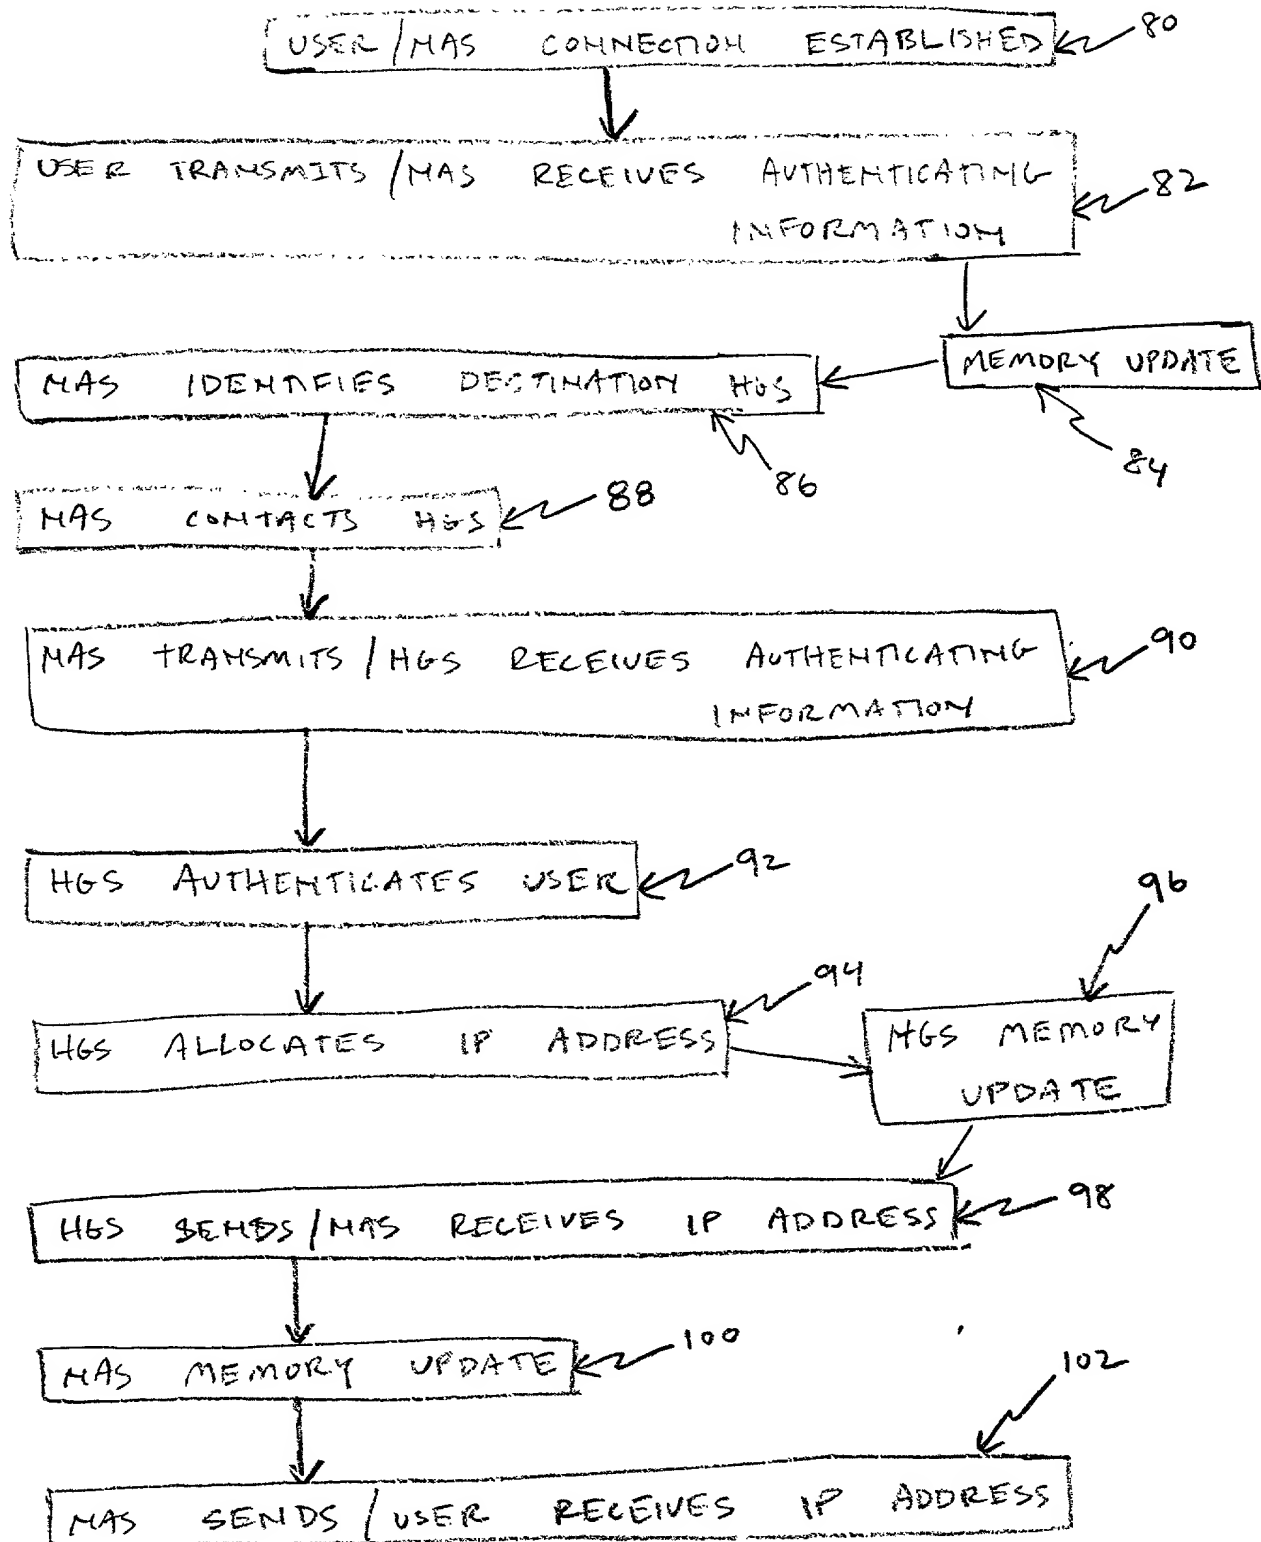 USER/MAS CONNECTION ESTABLISHED 80
USER TRANSMITS/MAS RECEIVES AUTHENTICATING 82
INFORMATION
MEMORY UPDATE
84
MAS IDENTIFIES DESTINATION HGS
86
MAS CONTACTS HGS 88
MAS TRANSMITS/HGS RECEIVES AUTHENTICATING 90
INFORMATION
HGS AUTHENTICATES USER 92
HGS ALLOCATES IP ADDRESS 94
96
HGS MEMORY
UPDATE
HGS SENDS/MAS RECEIVES IP ADDRESS 98
MAS MEMORY UPDATE 100
102
MAS SENDS/USER RECEIVES IP ADDRESS